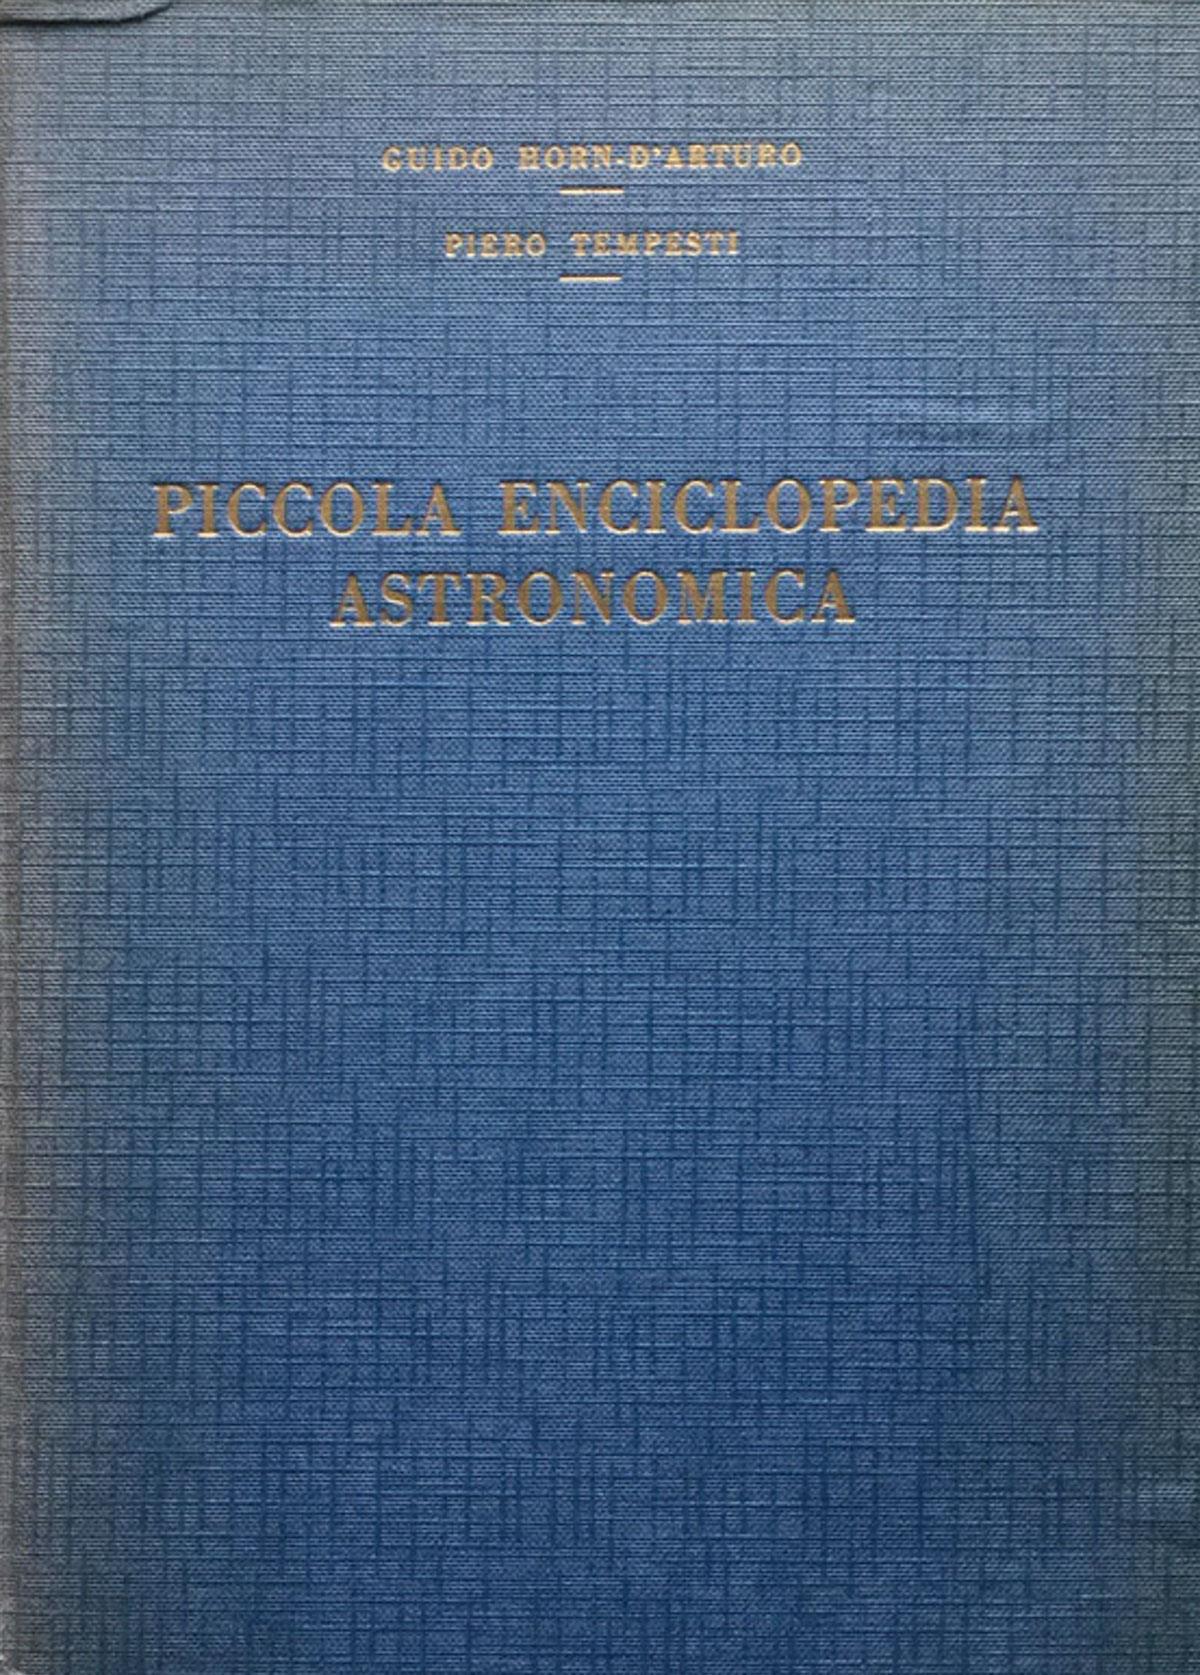 GUIDO HORN-D'ARTURO
PIERO TEMPESTI
PICCOLA ENCICLOPEDIA
ASTRONOMICA